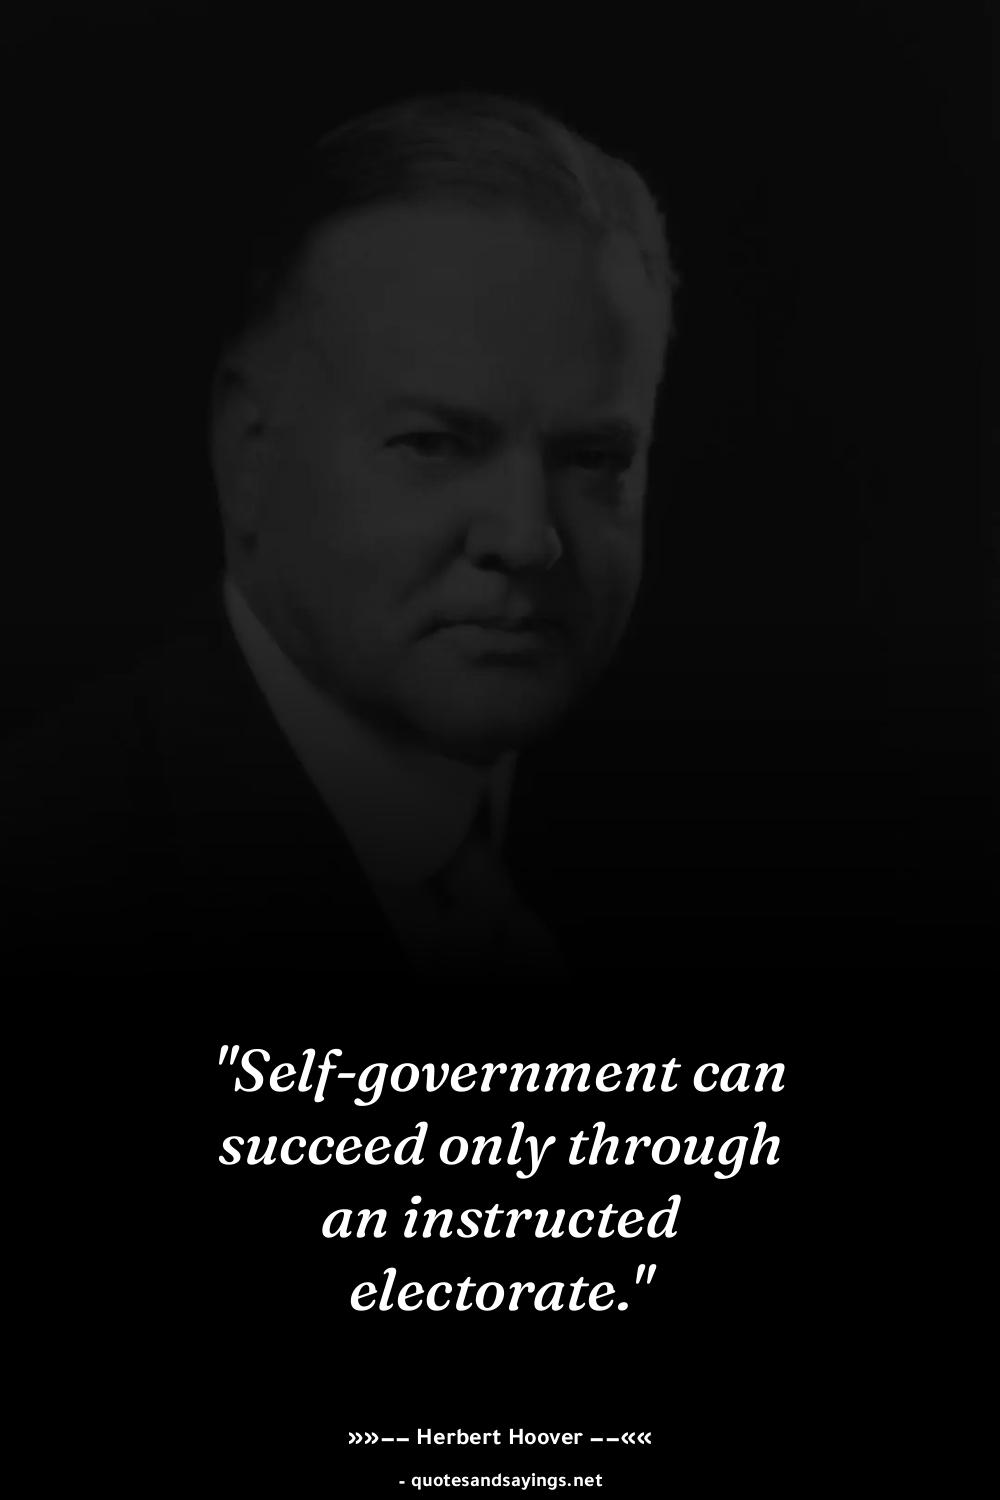 "Self-government can
succeed only through
an instructed
electorate."
»»−− Herbert Hoover −−««
- quotesandsayings.net